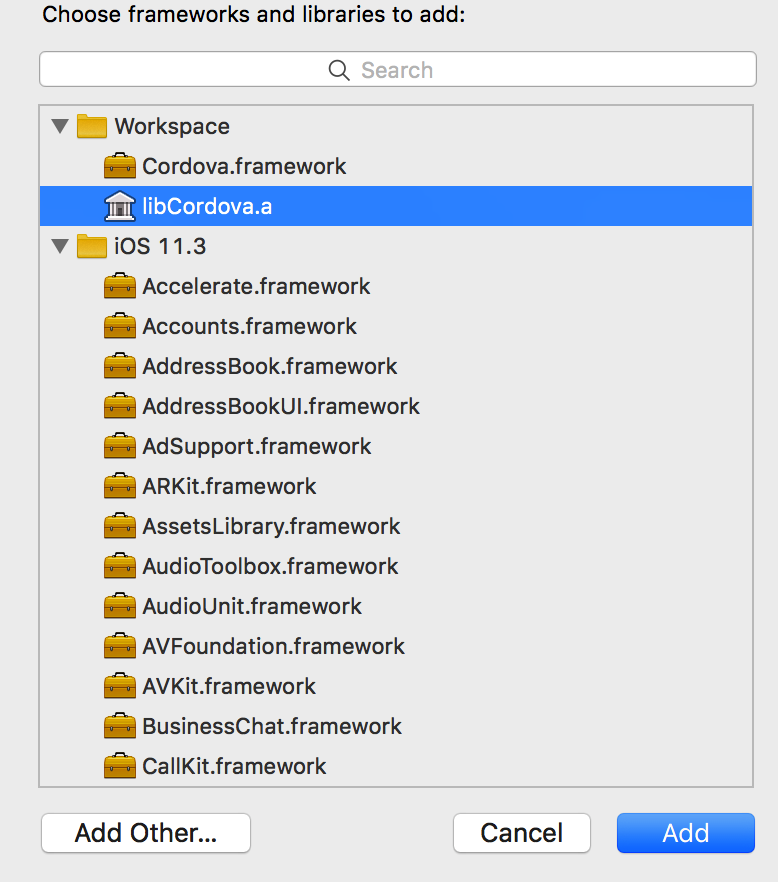 Choose frameworks and libraries to add:
Search
Workspace
Cordova.framework
libCordova.a
iOS 11.3
Accelerate.framework
Accounts.framework
AddressBook.framework
AddressBookUI.framework
AdSupport.framework
ARKit.framework
AssetsLibrary.framework
AudioToolbox.framework
AudioUnit.framework
AVFoundation.framework
AVKit.framework
BusinessChat.framework
CallKit.framework
Add Other... Cancel Add